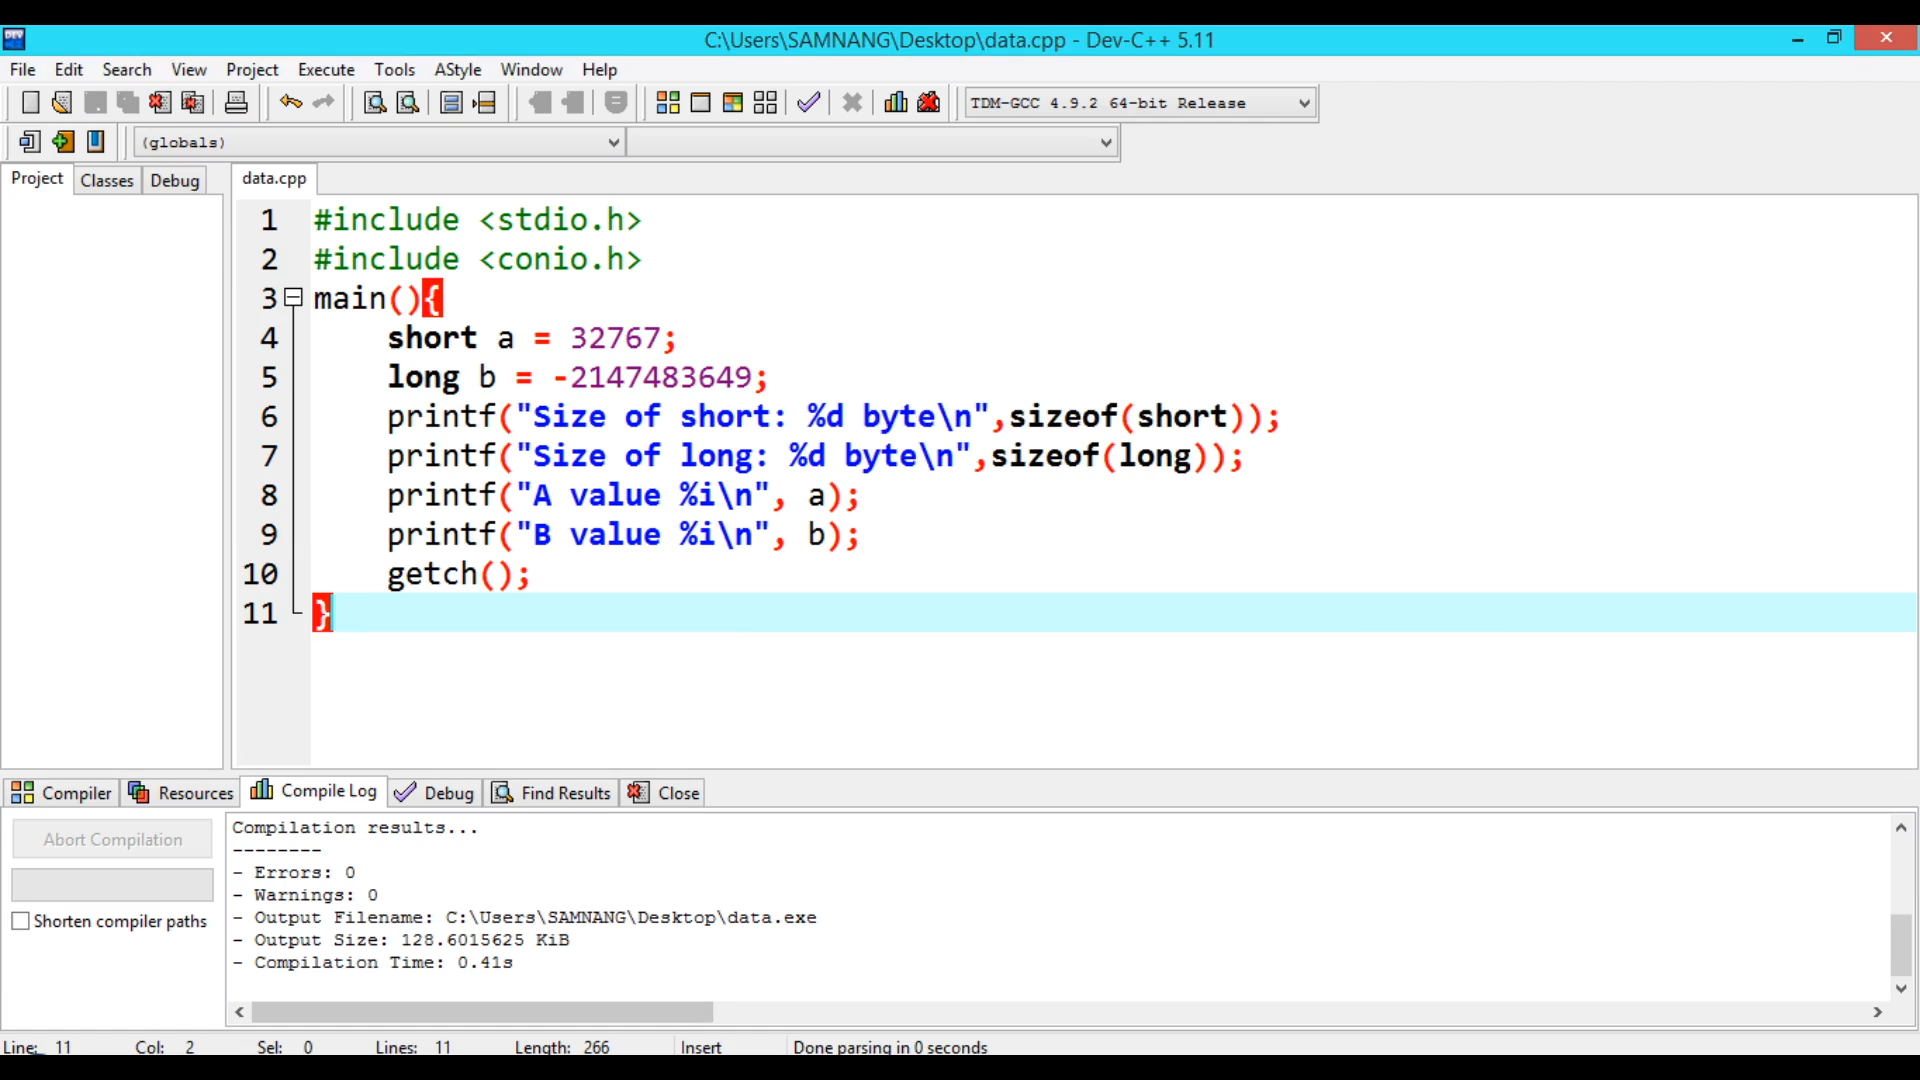 C:\Users\SAMNANG\Desktop\data.cpp - Dev-C++ 5.11
File Edit Search View Project Execute Tools AStyle Window Help
TDM-GCC 4.9.2 64-bit Release
(globals)
Project Classes Debug data.cpp
1 #include <stdio.h>
2 #include <conio.h>
3 main(){
4 short a = 32767;
5 long b = -2147483649;
6 printf("Size of short: %d byte\n",sizeof(short));
7 printf("Size of long: %d byte\n",sizeof(long));
8 printf("A value %i\n", a);
9 printf("B value %i\n", b);
10 getch();
11 }
Compiler Resources Compile Log Debug Find Results Close
Abort Compilation
Shorten compiler paths
Compilation results...
--------
- Errors: 0
- Warnings: 0
- Output Filename: C:\Users\SAMNANG\Desktop\data.exe
- Output Size: 128.6015625 KiB
- Compilation Time: 0.41s
Line: 11 Col: 2 Sel: 0 Lines: 11 Length: 266 Insert Done parsing in 0 seconds